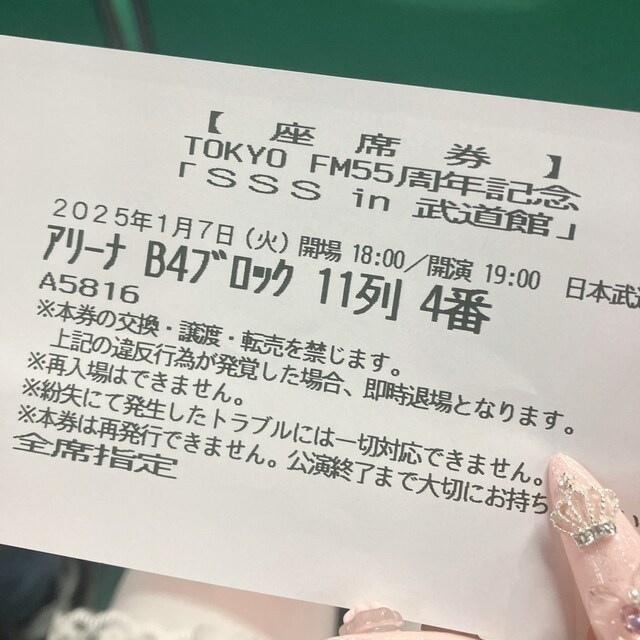 【 座 席 券 】
TOKYO FM55周年記念
「SSS in 武道館」
2025年1月7日(火)開場 18:00/開演 19:00 日本武道
アリーナ B4ブロック 11列 4番
A5816
※本券の交換・譲渡・転売を禁じます。
上記の違反行為が発覚した場合、即時退場となります。
※再入場はできません。
※紛失にて発生したトラブルには一切対応できません。
※本券は再発行できません。公演終了まで大切にお持ち
全席指定